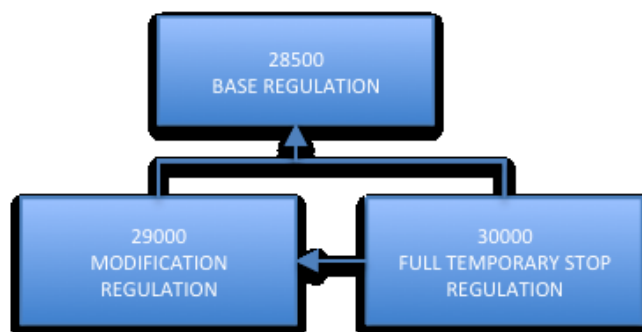 28500
BASE REGULATION
29000
MODIFICATION
REGULATION
30000
FULL TEMPORARY STOP
REGULATION